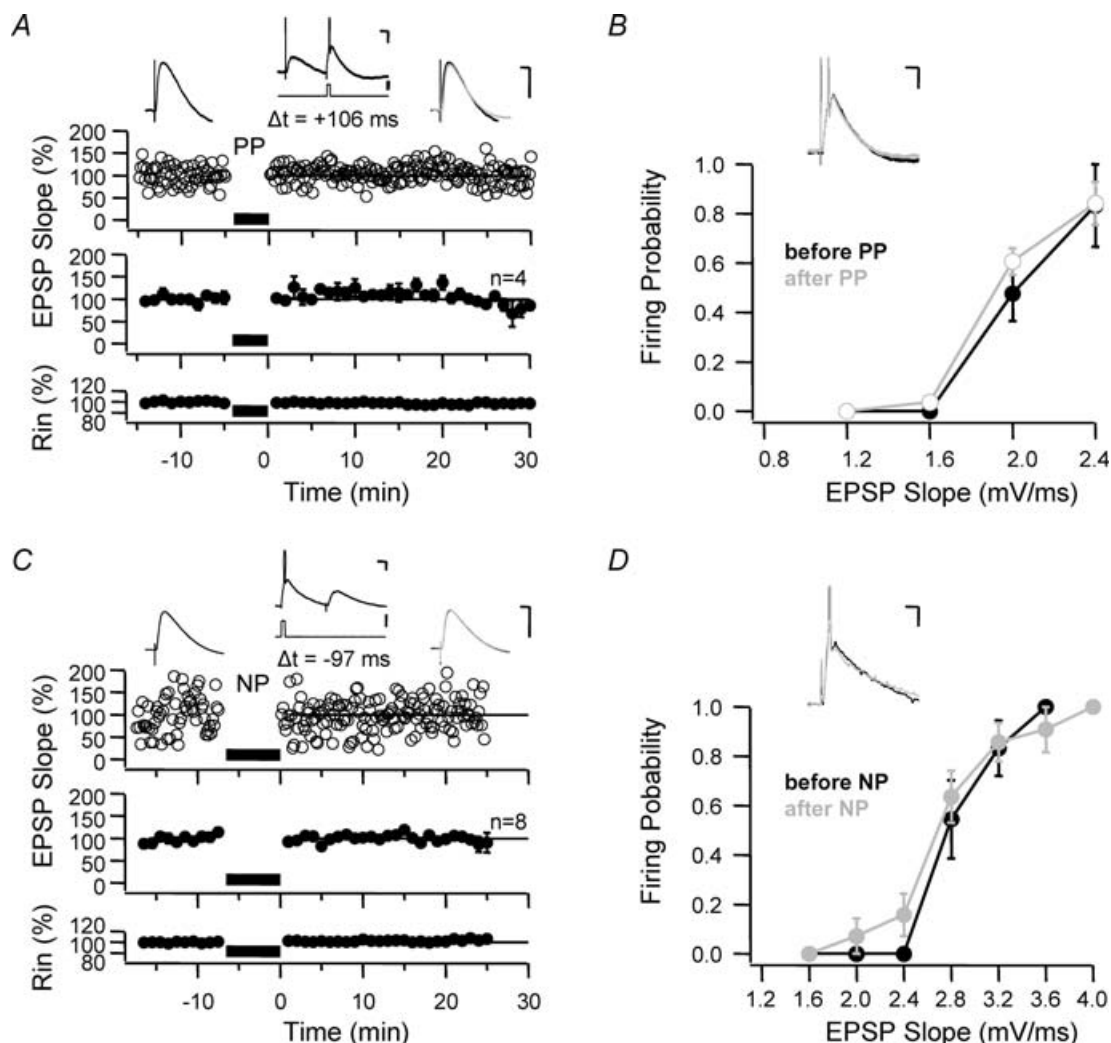 A
Δt = +106 ms
EPSP Slope (%)
200
150
100
50
0
PP
EPSP Slope (%)
200
150
100
50
0
n=4
Rin (%)
120
100
80
-10
0
10
20
30
Time (min)
B
Firing Probability
1.0
0.8
0.6
0.4
0.2
0.0
before PP
after PP
0.8
1.2
1.6
2.0
2.4
EPSP Slope (mV/ms)
C
Δt = -97 ms
EPSP Slope (%)
200
150
100
50
0
NP
EPSP Slope (%)
200
150
100
50
0
n=8
Rin (%)
120
100
80
-10
0
10
20
30
Time (min)
D
Firing Pobability
1.0
0.8
0.6
0.4
0.2
0.0
before NP
after NP
1.2
1.6
2.0
2.4
2.8
3.2
3.6
4.0
EPSP Slope (mV/ms)